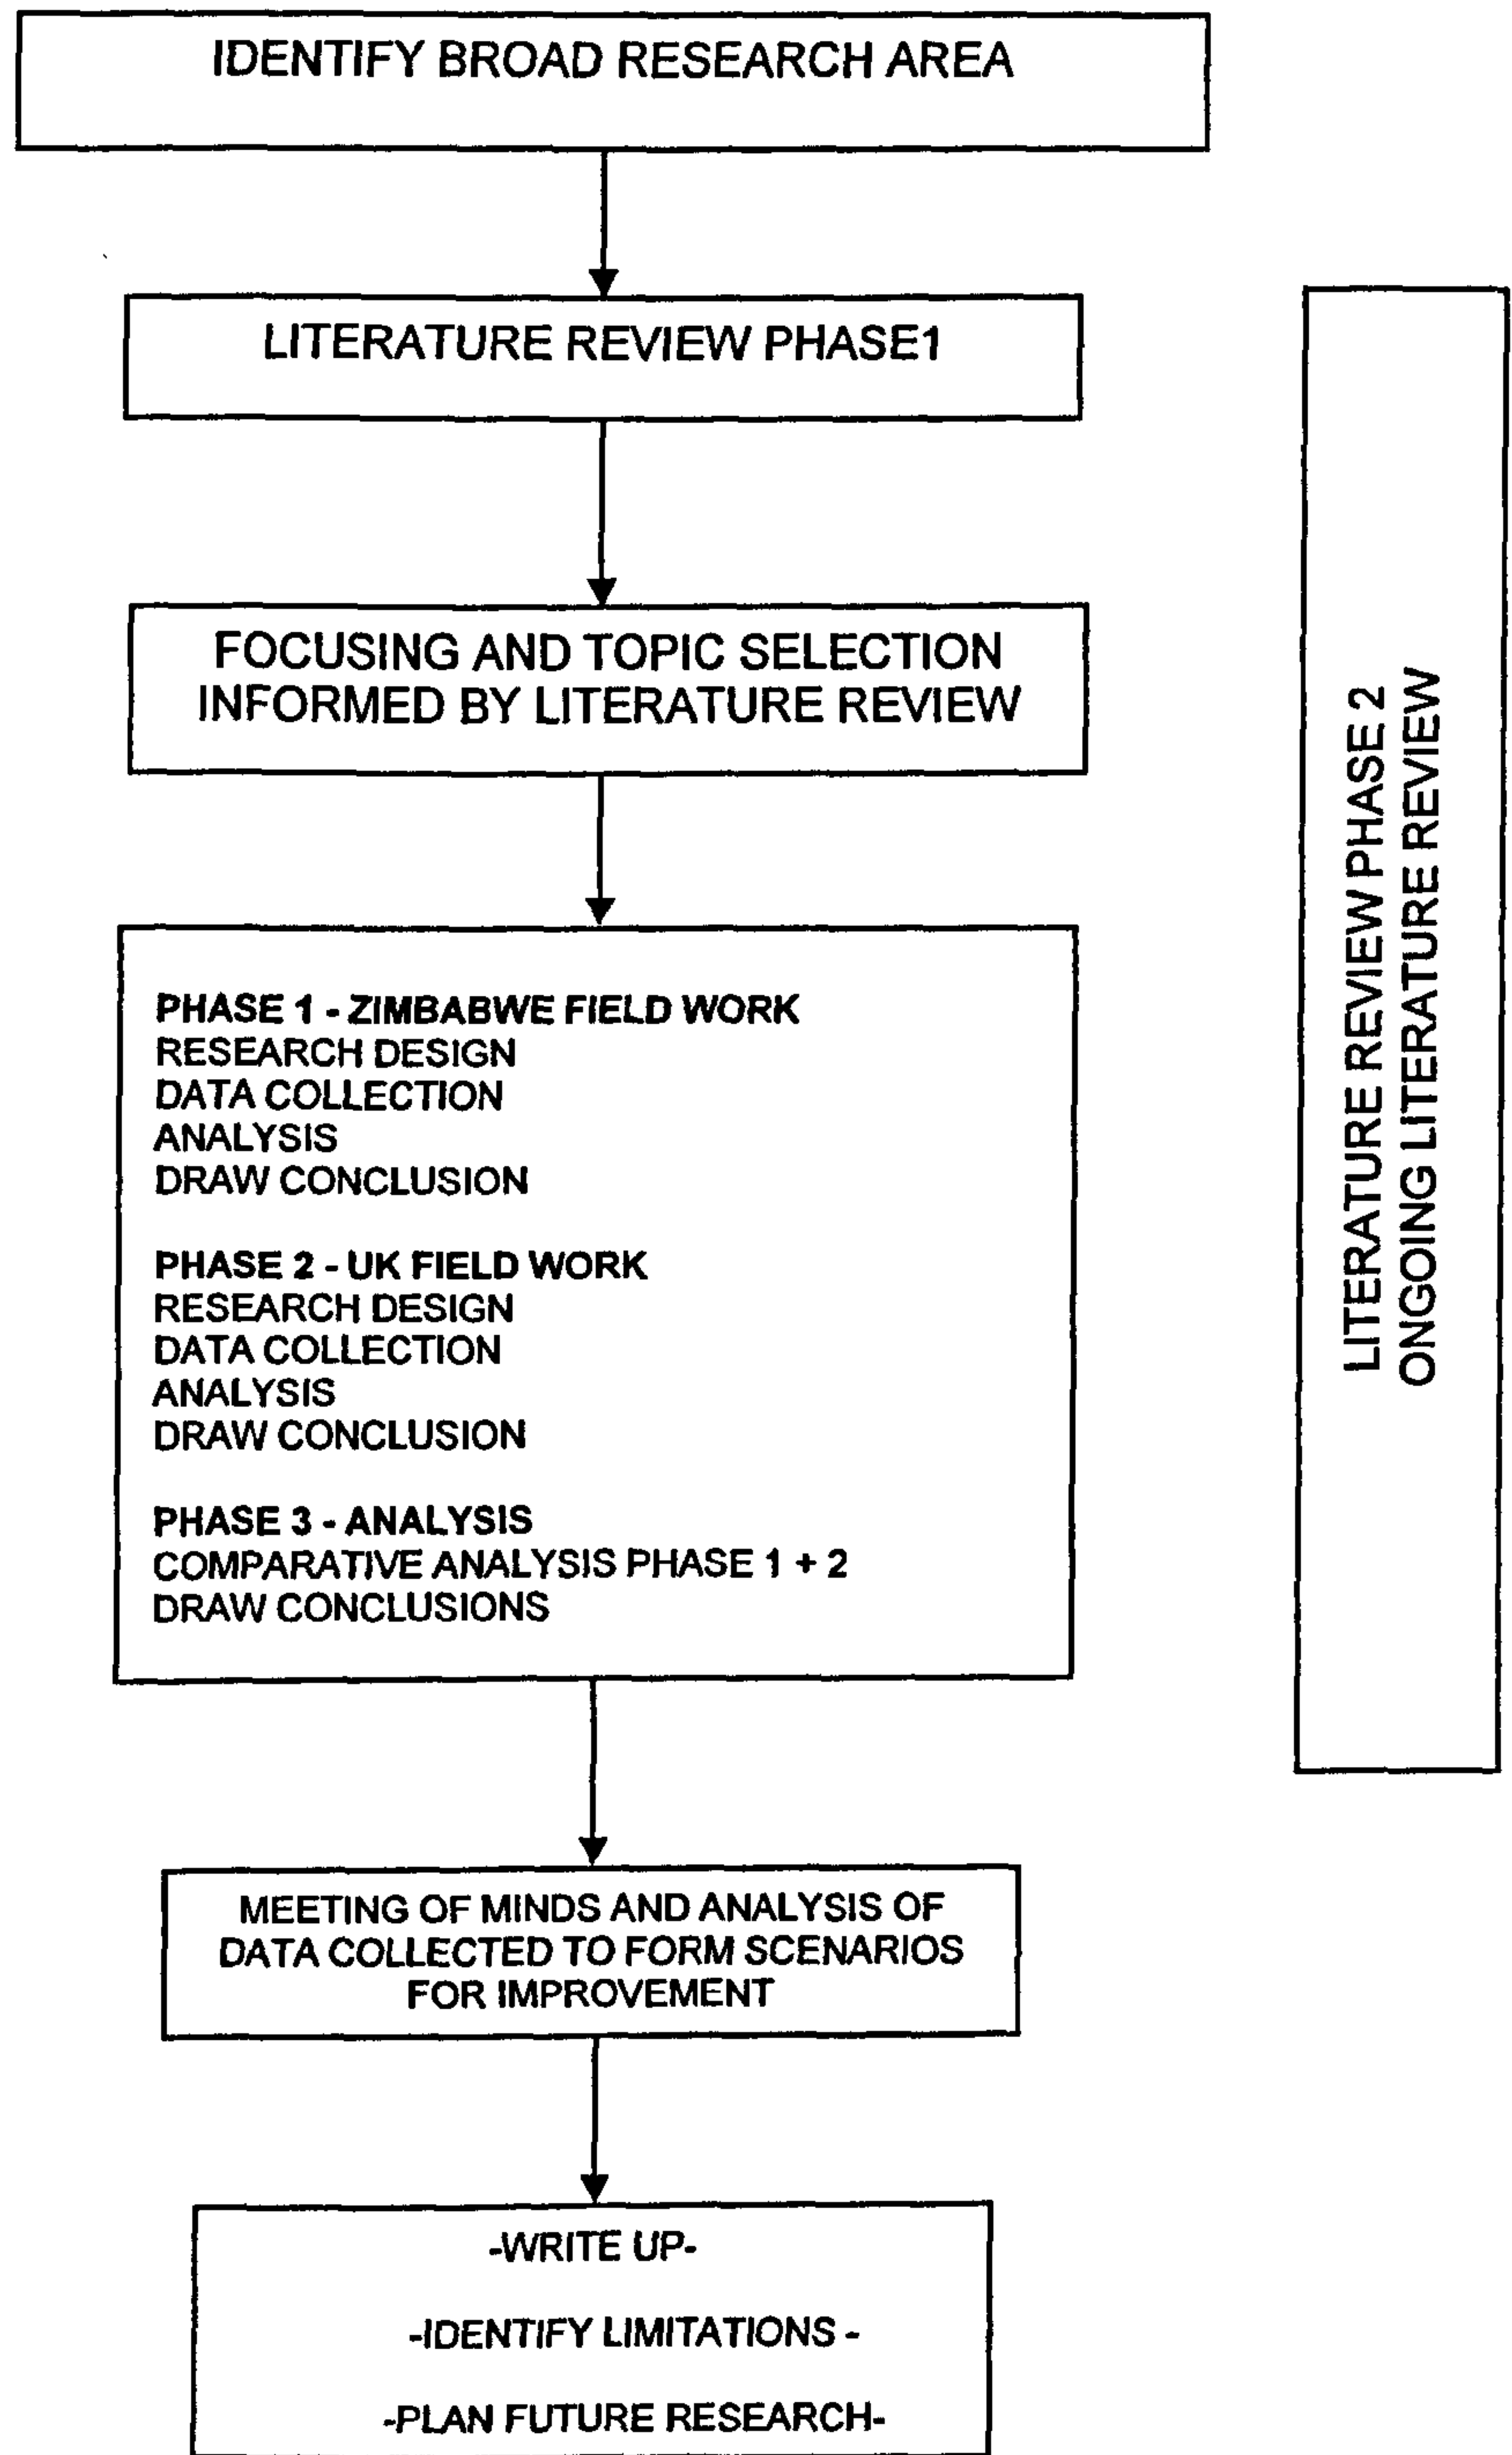 IDENTIFY BROAD RESEARCH AREA
LITERATURE REVIEW PHASE1
FOCUSING AND TOPIC SELECTION
INFORMED BY LITERATURE REVIEW
PHASE 1 - ZIMBABWE FIELD WORK
RESEARCH DESIGN
DATA COLLECTION
ANALYSIS
DRAW CONCLUSION
PHASE 2 - UK FIELD WORK
RESEARCH DESIGN
DATA COLLECTION
ANALYSIS
DRAW CONCLUSION
PHASE 3 - ANALYSIS
COMPARATIVE ANALYSIS PHASE 1 + 2
DRAW CONCLUSIONS
MEETING OF MINDS AND ANALYSIS OF
DATA COLLECTED TO FORM SCENARIOS
FOR IMPROVEMENT
-WRITE UP-
-IDENTIFY LIMITATIONS -
-PLAN FUTURE RESEARCH-
LITERATURE REVIEW PHASE 2
ONGOING LITERATURE REVIEW